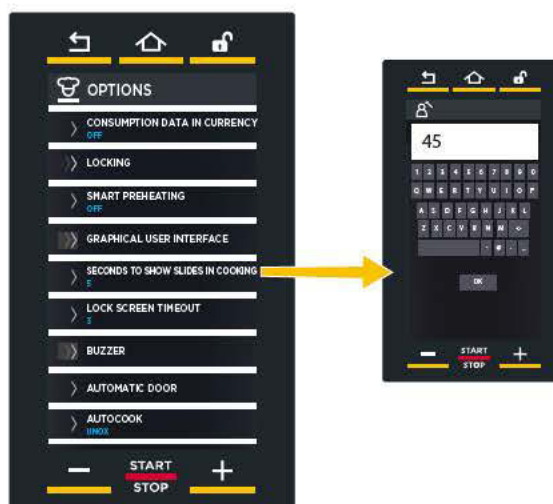 OPTIONS
CONSUMPTION DATA IN CURRENCY
OFF
LOCKING
SMART PREHEATING
OFF
GRAPHICAL USER INTERFACE
SECONDS TO SHOW SLIDES IN COOKING
5
LOCK SCREEN TIMEOUT
3
BUZZER
AUTOMATIC DOOR
AUTOCOOK
UNOX
START
STOP
45
1 2 3 4 5 6 7 8 9 0
Q W E R T Y U I O P
A S D F G H J K L
Z X C V B N M
OK
START
STOP